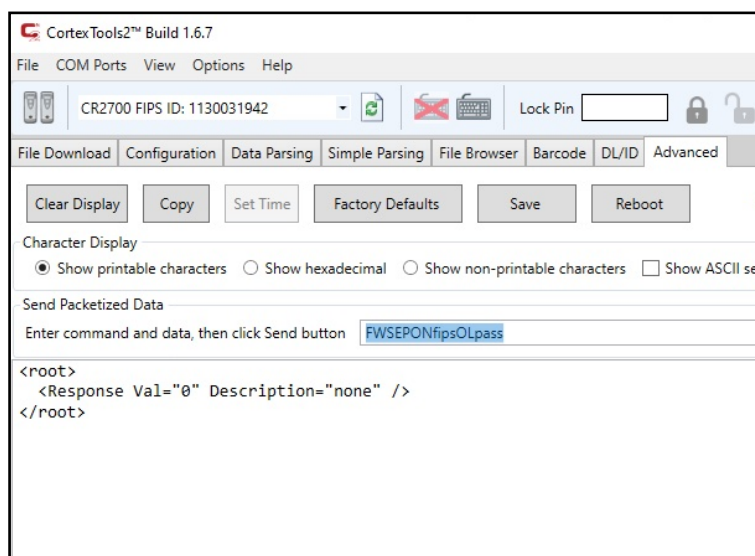 CortexTools2™ Build 1.6.7
File COM Ports View Options Help
CR2700 FIPS ID: 1130031942 Lock Pin
File Download Configuration Data Parsing Simple Parsing File Browser Barcode DL/ID Advanced
Clear Display Copy Set Time Factory Defaults Save Reboot
Character Display
Show printable characters Show hexadecimal Show non-printable characters Show ASCII se
Send Packetized Data
Enter command and data, then click Send button FWSEPONfipsOLpass
<root>
<Response Val="0" Description="none" />
</root>